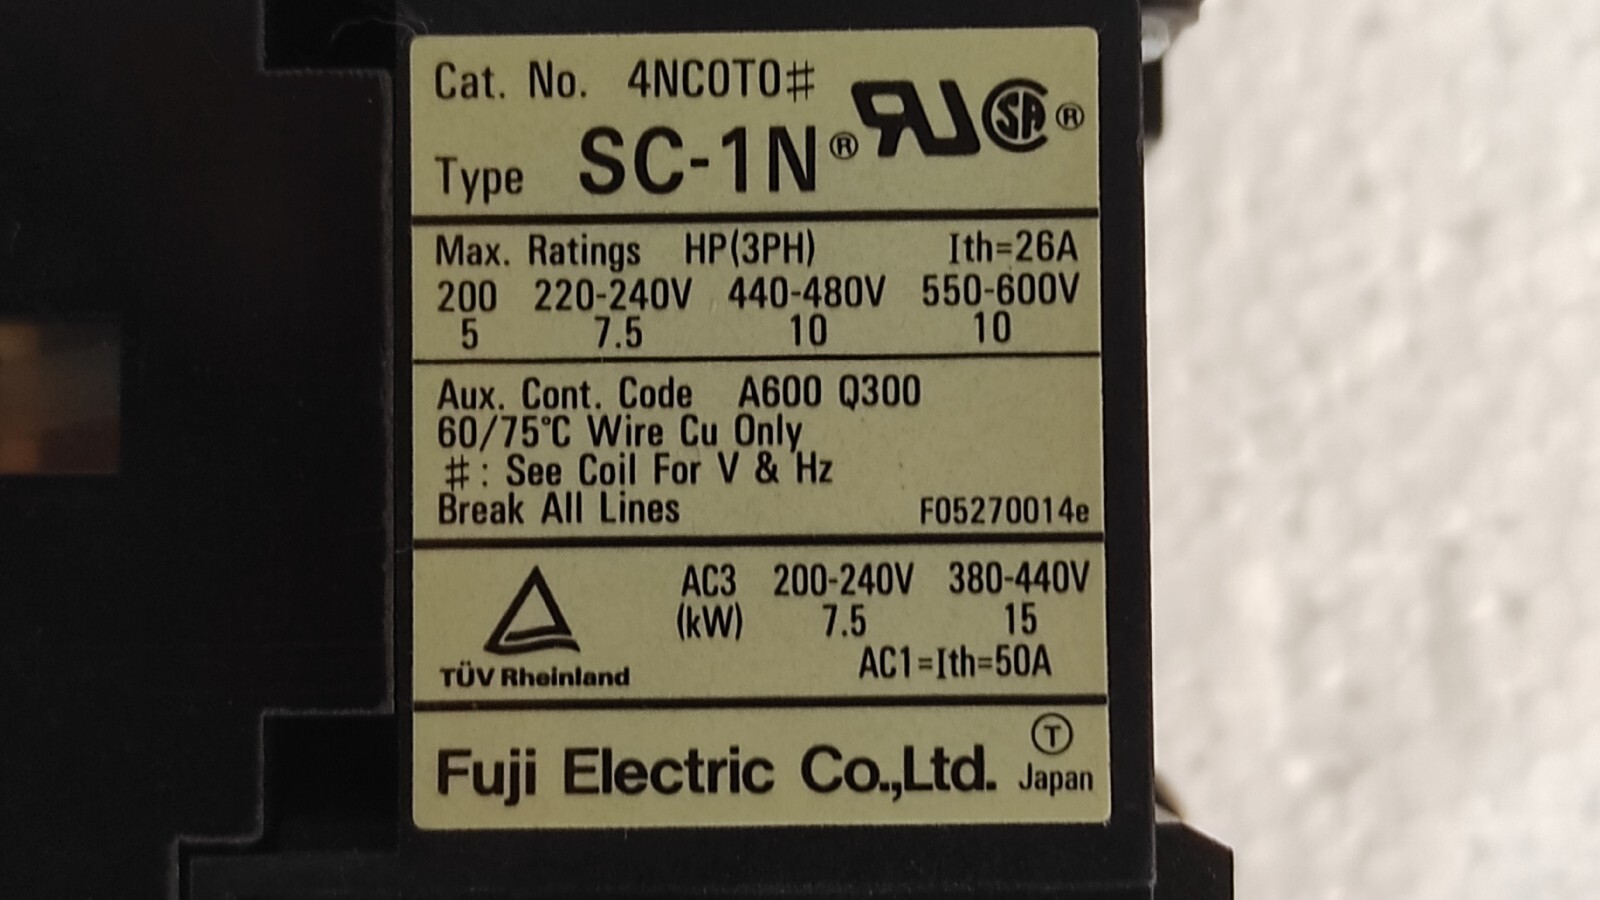 Cat. No. 4NC0T0#
Type SC-1N ® RU SA ®
Max. Ratings HP(3PH) Ith=26A
200 220-240V 440-480V 550-600V
5 7.5 10 10
Aux. Cont. Code A600 Q300
60/75°C Wire Cu Only
#: See Coil For V & Hz
Break All Lines F05270014e
AC3 200-240V 380-440V
(kW) 7.5 15
AC1=Ith=50A
TÜV Rheinland
Fuji Electric Co.,Ltd. T Japan